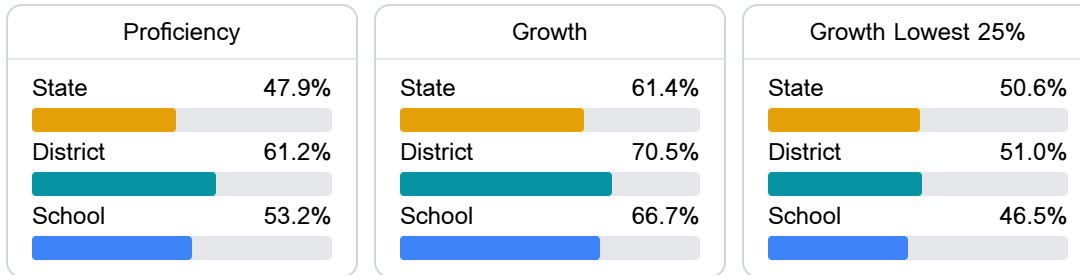 Proficiency
State 47.9%
District 61.2%
School 53.2%
Growth
State 61.4%
District 70.5%
School 66.7%
Growth Lowest 25%
State 50.6%
District 51.0%
School 46.5%